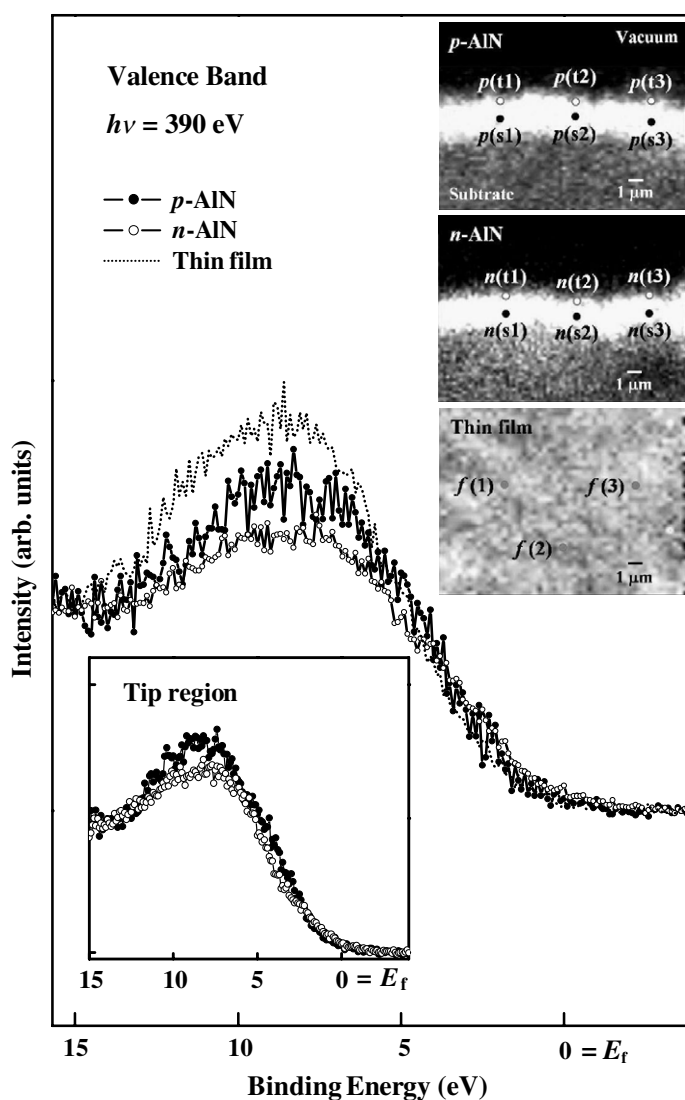 Valence Band
hν = 390 eV
p-AlN
n-AlN
Thin film
p-AlN Vacuum
p(t1) p(t2) p(t3)
p(s1) p(s2) p(s3)
Subtrate 1 μm
n-AlN
n(t1) n(t2) n(t3)
n(s1) n(s2) n(s3)
1 μm
Thin film
f(1) f(3)
f(2) 1 μm
Intensity (arb. units)
Tip region
15 10 5 0 = Ef
15 10 5 0 = Ef
Binding Energy (eV)